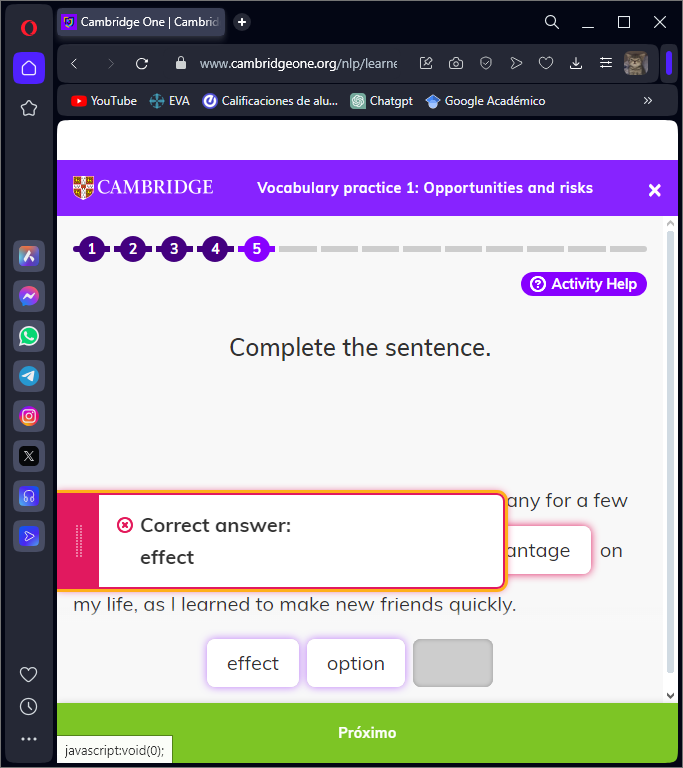 Cambridge One | Cambrid
www.cambridgeone.org/nlp/learne
YouTube
EVA
Calificaciones de alu...
Chatgpt
Google Académico
»
CAMBRIDGE
Vocabulary practice 1: Opportunities and risks
1 2 3 4 5
Activity Help
Complete the sentence.
any for a few
Correct answer:
effect
antage on
my life, as I learned to make new friends quickly.
effect option
Próximo
javascript:void(0);